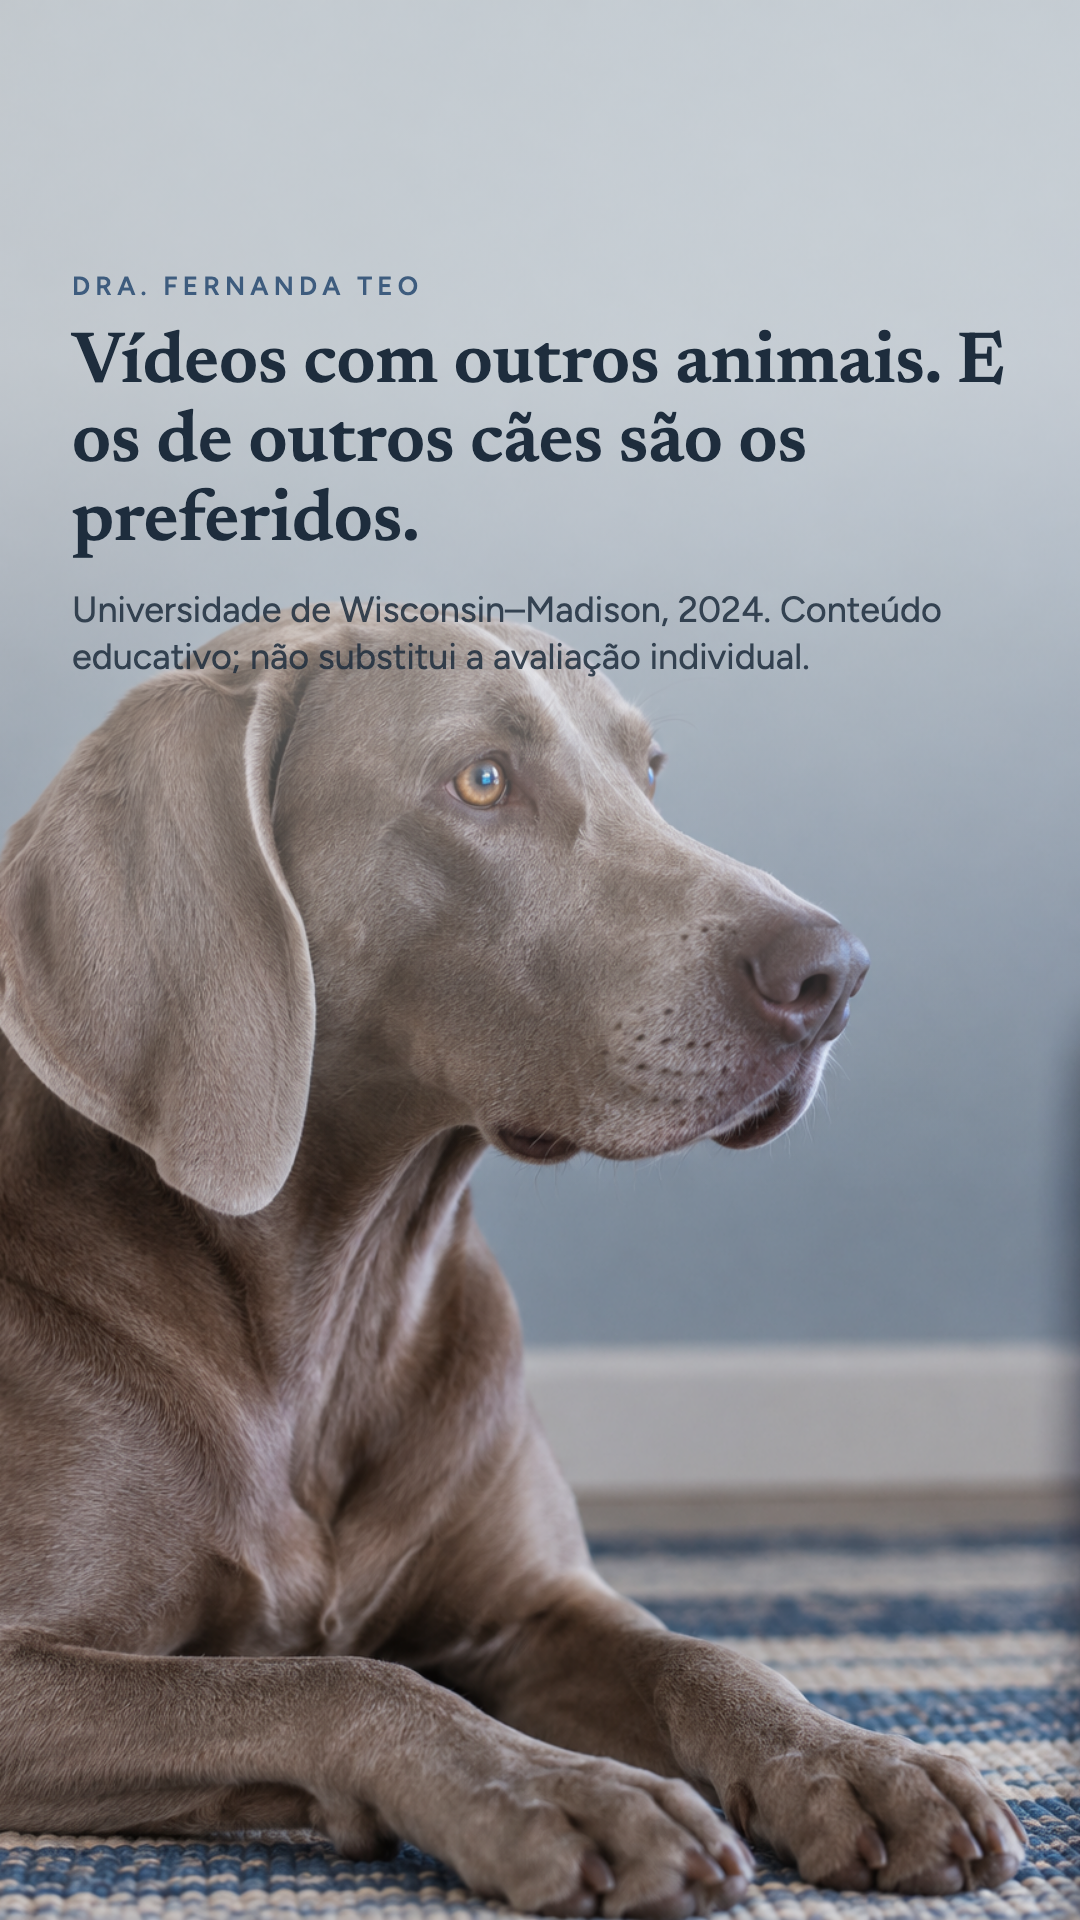 DRA. FERNANDA TEO
Vídeos com outros animais. E
os de outros cães são os
preferidos.
Universidade de Wisconsin–Madison, 2024. Conteúdo
educativo; não substitui a avaliação individual.